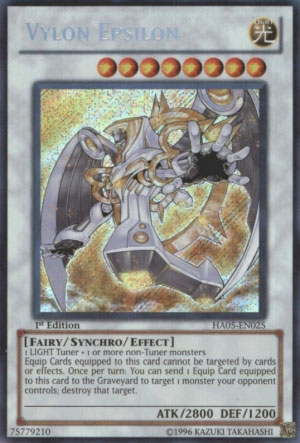 VYLON EPSILON
LIGHT
光
1st Edition
HA05-EN025
[FAIRY/SYNCHRO/EFFECT]
1 LIGHT Tuner + 1 or more non-Tuner monsters
Equip Cards equipped to this card cannot be targeted by cards
or effects. Once per turn: You can send 1 Equip Card equipped
to this card to the Graveyard to target 1 monster your opponent
controls; destroy that target.
ATK/2800 DEF/1200
75779210
©1996 KAZUKI TAKAHASHI